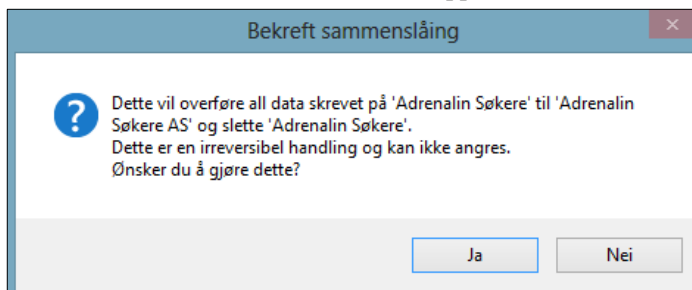 Bekreft sammenslåing
Dette vil overføre all data skrevet på 'Adrenalin Søkere' til 'Adrenalin
Søkere AS' og slette 'Adrenalin Søkere'.
Dette er en irreversibel handling og kan ikke angres.
Ønsker du å gjøre dette?
Ja
Nei